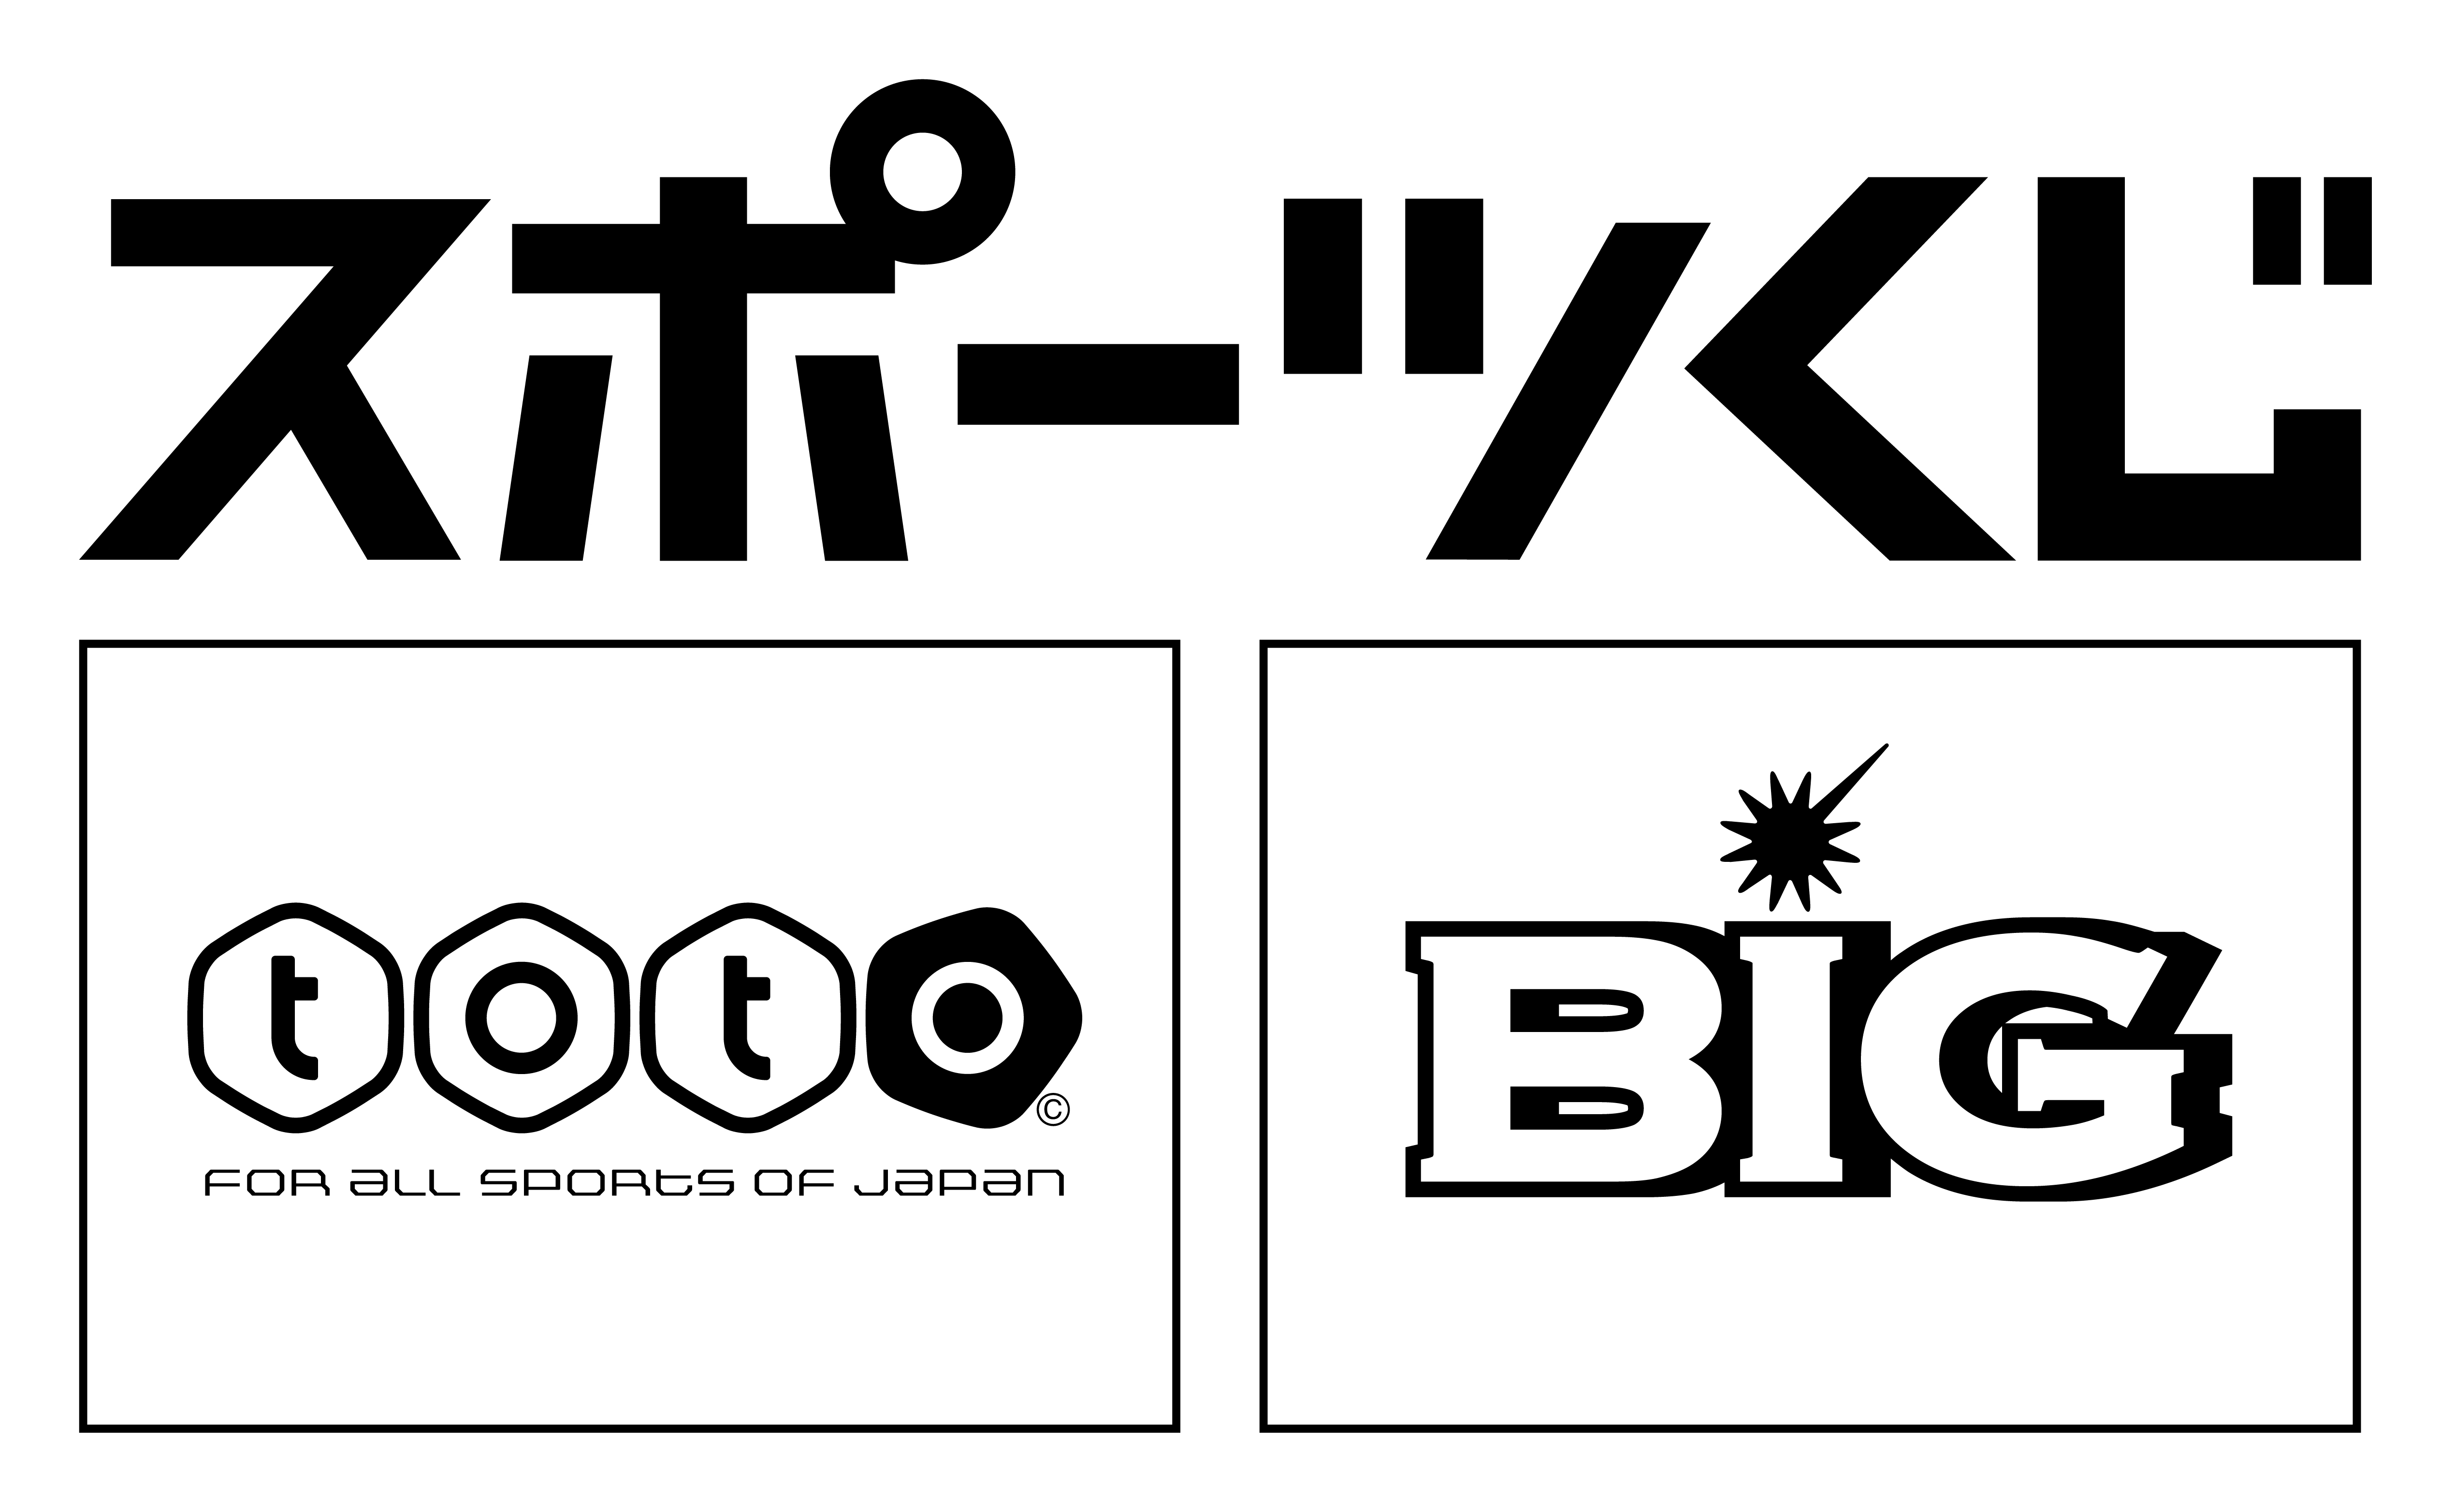 スポーツくじ
toto©
FOR aLL SPORtS OF JaPan
BIG